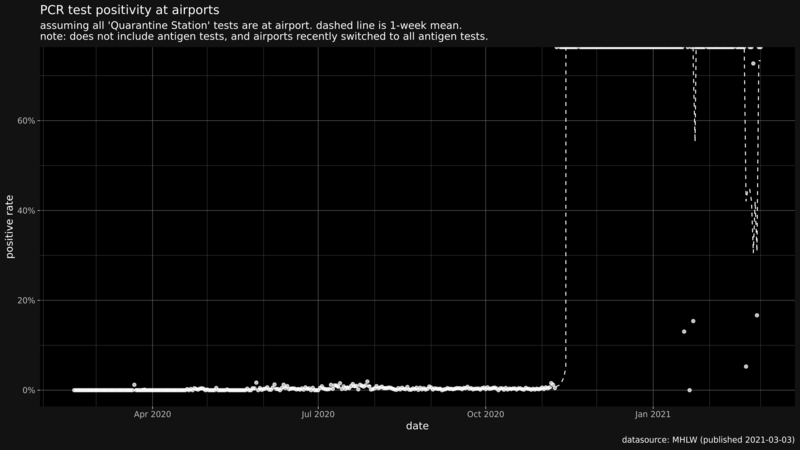 PCR test positivity at airports
assuming all 'Quarantine Station' tests are at airport. dashed line is 1-week mean.
note: does not include antigen tests, and airports recently switched to all antigen tests.
60%
40%
20%
0%
positive rate
Apr 2020
Jul 2020
Oct 2020
Jan 2021
date
datasource: MHLW (published 2021-03-03)